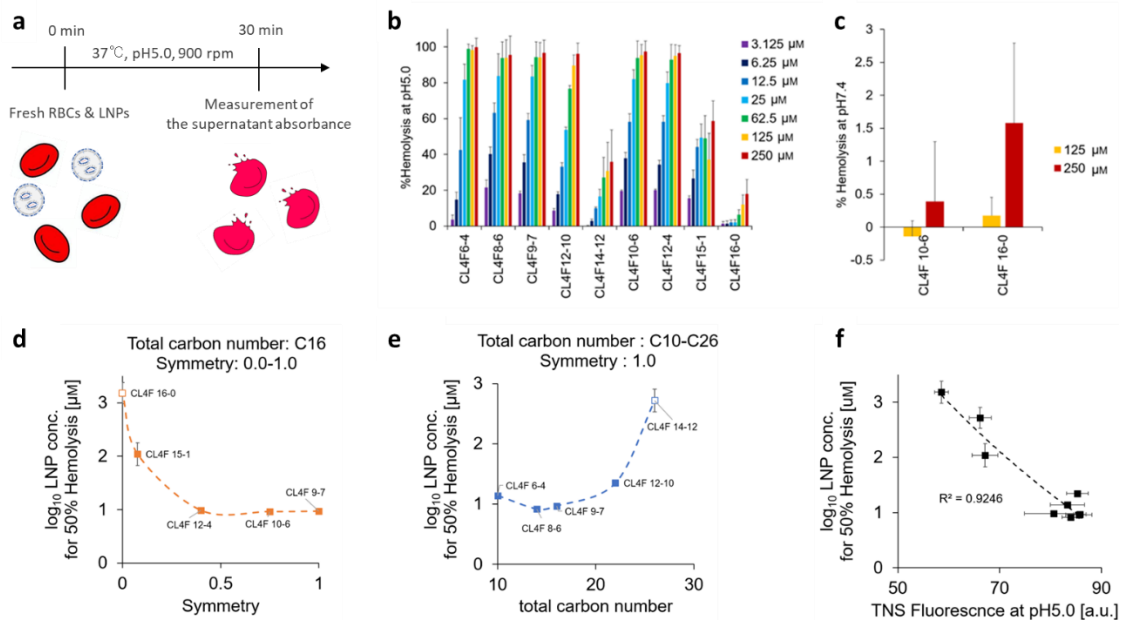 a
0 min
30 min
37℃, pH5.0, 900 rpm
Fresh RBCs & LNPs
Measurement of
the supernatant absorbance
b
%Hemolysis at pH5.0
100
80
60
40
20
0
3.125 µM
6.25 µM
12.5 µM
25 µM
62.5 µM
125 µM
250 µM
CL4F6-4
CL4F8-6
CL4F9-7
CL4F12-10
CL4F14-12
CL4F10-6
CL4F12-4
CL4F15-1
CL4F16-0
c
% Hemolysis at pH7.4
3
2.5
2
1.5
1
0.5
0
-0.5
125 µM
250 µM
CL4F 10-6
CL4F 16-0
d
Total carbon number: C16
Symmetry: 0.0-1.0
log₁₀ LNP conc.
for 50% Hemolysis [µM]
3
2
1
0
CL4F 16-0
CL4F 15-1
CL4F 12-4
CL4F 10-6
CL4F 9-7
0
0.5
1
Symmetry
e
Total carbon number : C10-C26
Symmetry : 1.0
log₁₀ LNP conc.
for 50% Hemolysis [µM]
3
2
1
0
CL4F 6-4
CL4F 8-6
CL4F 9-7
CL4F 12-10
CL4F 14-12
10
20
30
total carbon number
f
log₁₀ LNP conc.
for 50% Hemolysis [uM]
3
2
1
0
R² = 0.9246
50
70
90
TNS Fluorescnce at pH5.0 [a.u.]